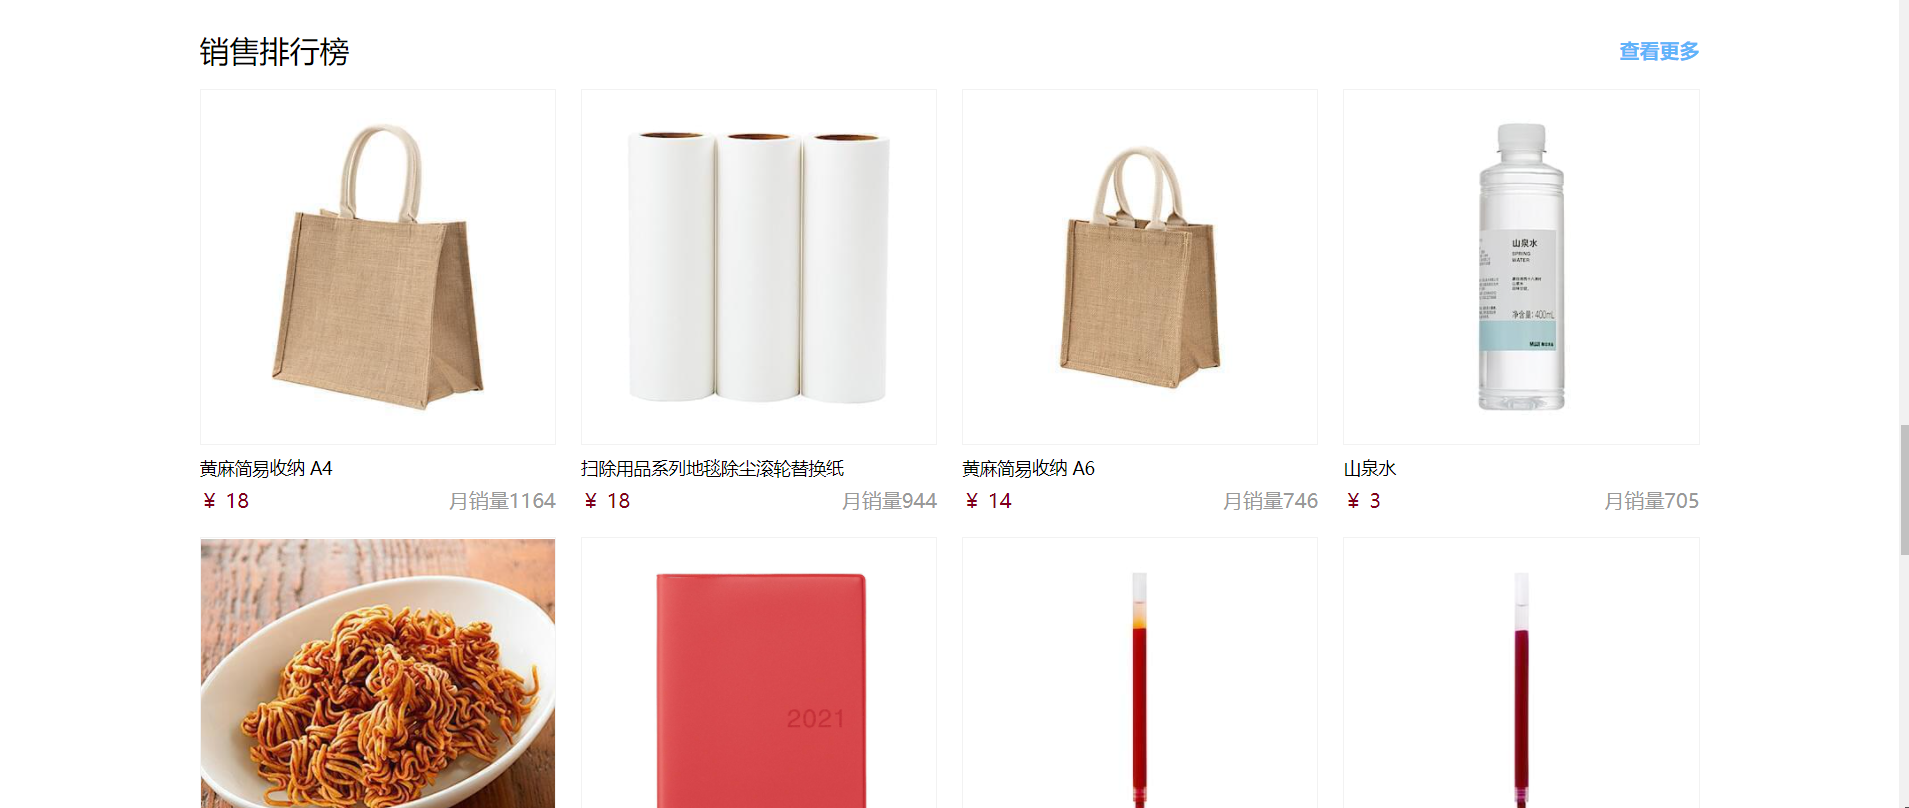 销售排行榜
查看更多
山泉水
SPRING
WATER
净含量: 400mL
MUJI
黄麻简易收纳 A4
¥ 18
月销量1164
扫除用品系列地毯除尘滚轮替换纸
¥ 18
月销量944
黄麻简易收纳 A6
¥ 14
月销量746
山泉水
¥ 3
月销量705
2021